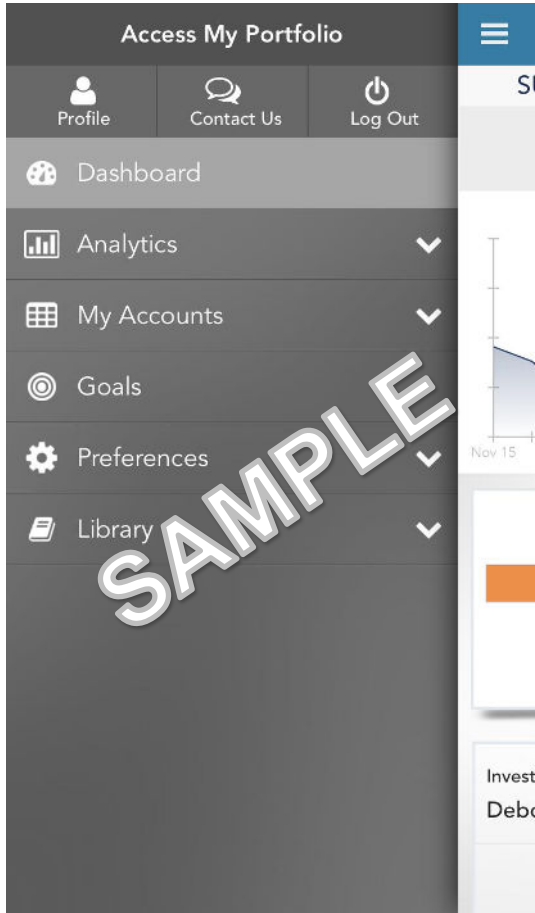 Access My Portfolio
Profile Contact Us Log Out
SU
Dashboard
Analytics
My Accounts
Goals
Nov 15
Preferences
Library
SAMPLE
Invest
Debo